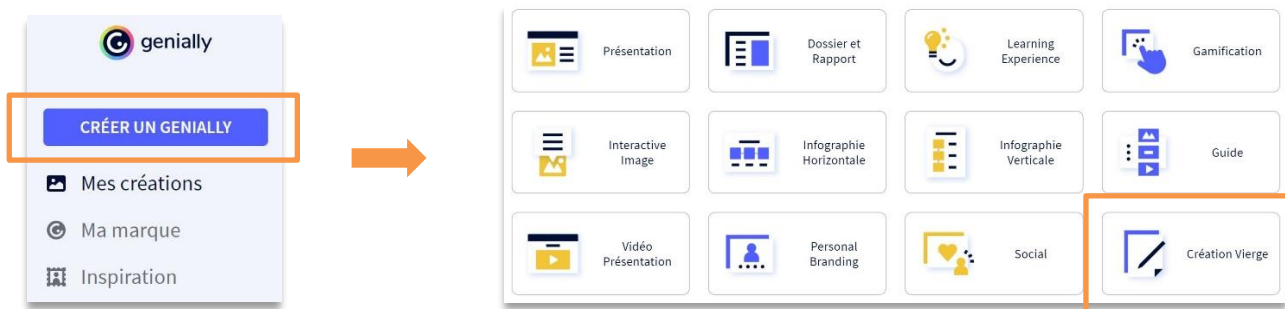 genially
CRÉER UN GENIALLY
Mes créations
Ma marque
Inspiration
Présentation
Dossier et
Rapport
Learning
Experience
Gamification
Interactive
Image
Infographie
Horizontale
Infographie
Verticale
Guide
Vidéo
Présentation
Personal
Branding
Social
Création Vierge